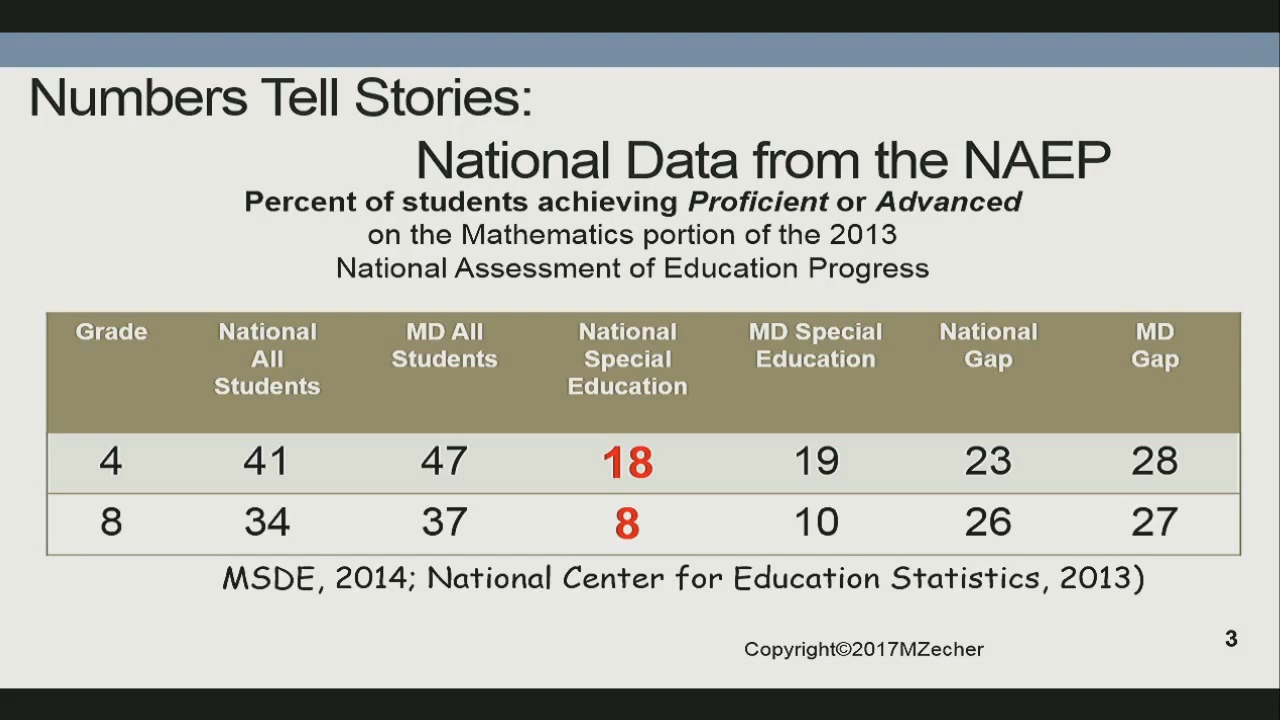 Numbers Tell Stories:
National Data from the NAEP
Percent of students achieving Proficient or Advanced
on the Mathematics portion of the 2013
National Assessment of Education Progress
Grade National All Students MD All Students National Special Education MD Special Education National Gap MD Gap
4 41 47 18 19 23 28
8 34 37 8 10 26 27
MSDE, 2014; National Center for Education Statistics, 2013)
Copyright©2017MZecher
3